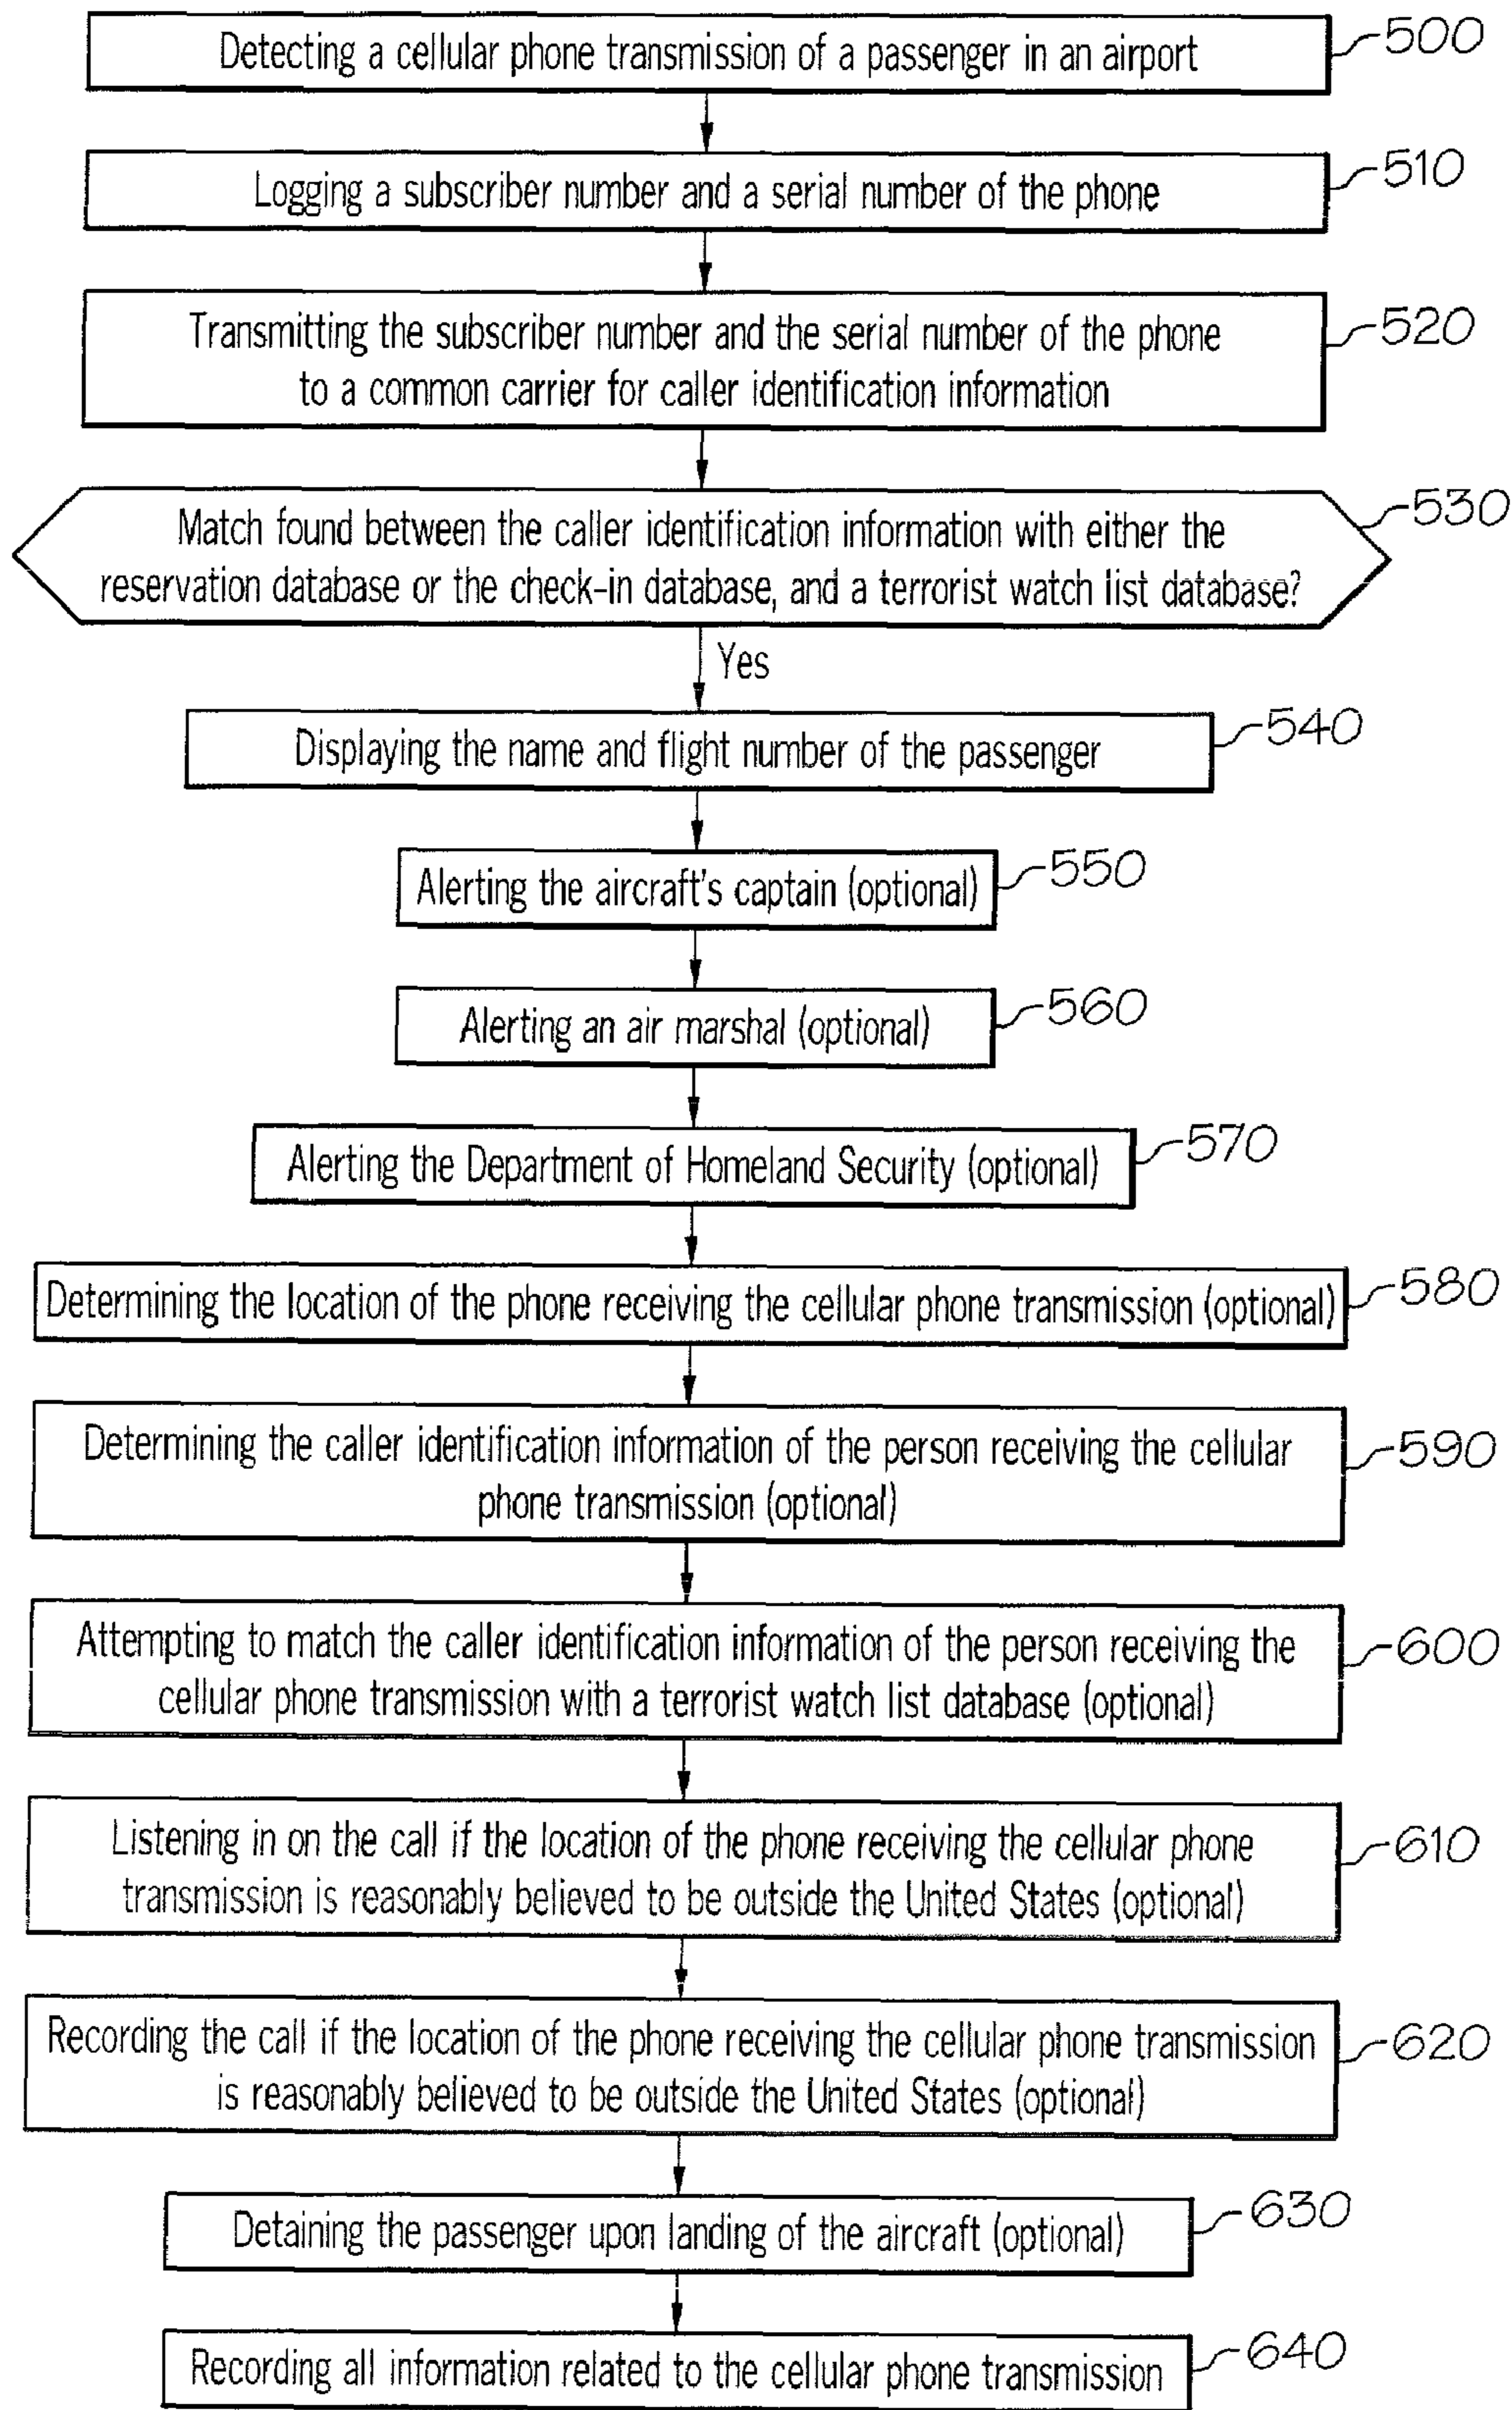 Detecting a cellular phone transmission of a passenger in an airport
500
Logging a subscriber number and a serial number of the phone
510
Transmitting the subscriber number and the serial number of the phone
to a common carrier for caller identification information
520
Match found between the caller identification information with either the
reservation database or the check-in database, and a terrorist watch list database?
530
Yes
Displaying the name and flight number of the passenger
540
Alerting the aircraft's captain (optional)
550
Alerting an air marshal (optional)
560
Alerting the Department of Homeland Security (optional)
570
Determining the location of the phone receiving the cellular phone transmission (optional)
580
Determining the caller identification information of the person receiving the cellular
phone transmission (optional)
590
Attempting to match the caller identification information of the person receiving the
cellular phone transmission with a terrorist watch list database (optional)
600
Listening in on the call if the location of the phone receiving the cellular phone
transmission is reasonably believed to be outside the United States (optional)
610
Recording the call if the location of the phone receiving the cellular phone transmission
is reasonably believed to be outside the United States (optional)
620
Detaining the passenger upon landing of the aircraft (optional)
630
Recording all information related to the cellular phone transmission
640